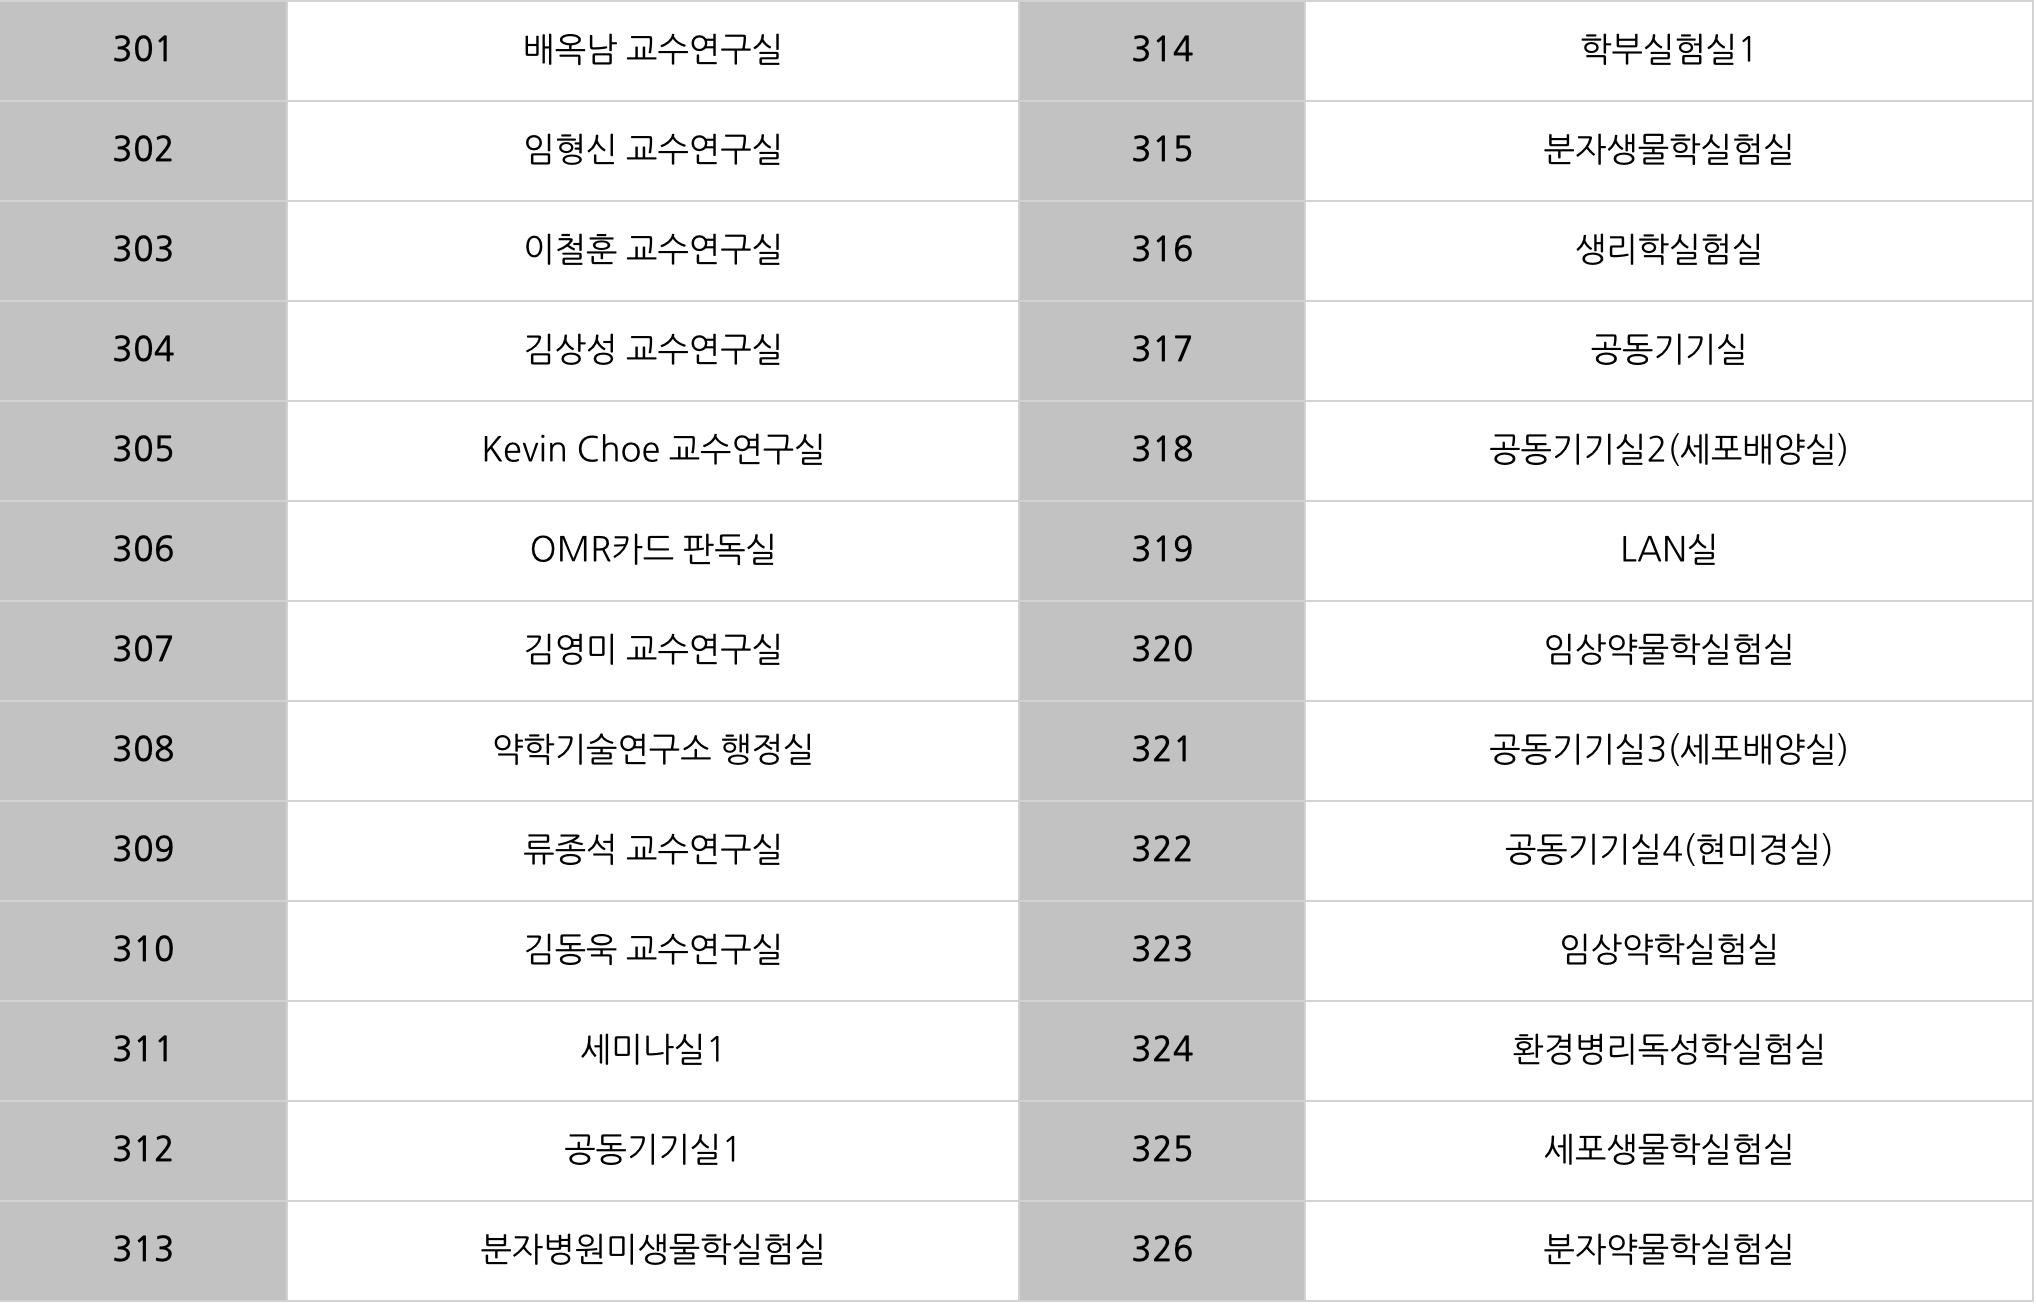 301 배옥남 교수연구실 314 학부실험실1
302 임형신 교수연구실 315 분자생물학실험실
303 이철훈 교수연구실 316 생리학실험실
304 김상성 교수연구실 317 공동기기실
305 Kevin Choe 교수연구실 318 공동기기실2(세포배양실)
306 OMR카드 판독실 319 LAN실
307 김영미 교수연구실 320 임상약물학실험실
308 약학기술연구소 행정실 321 공동기기실3(세포배양실)
309 류종석 교수연구실 322 공동기기실4(현미경실)
310 김동욱 교수연구실 323 임상약학실험실
311 세미나실1 324 환경병리독성학실험실
312 공동기기실1 325 세포생물학실험실
313 분자병원미생물학실험실 326 분자약물학실험실